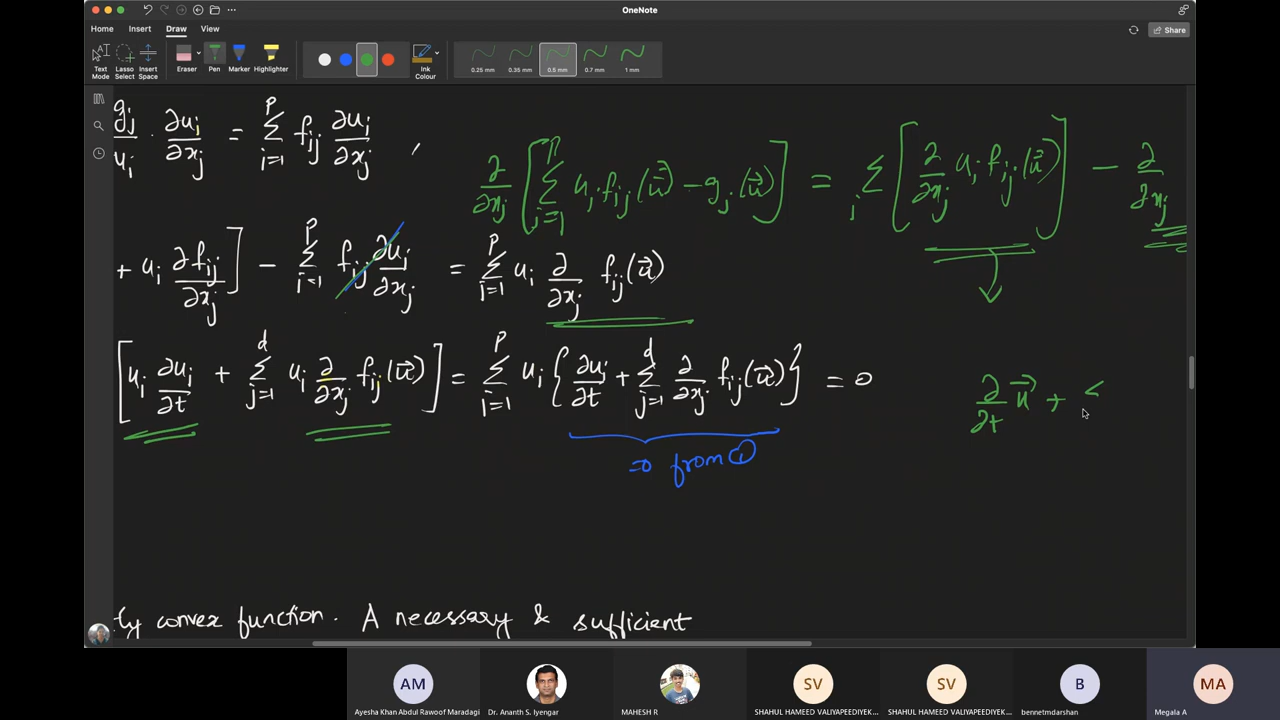 OneNote
Home Insert Draw View
Share
Text Mode Lasso Select Insert Space Eraser Pen Marker Highlighter Ink Colour 0.25 mm 0.35 mm 0.5 mm 0.7 mm 1 mm
∂gj/∂ui · ∂ui/∂xj = Σ_{i=1}^{p} fij ∂ui/∂xj ,
∂/∂xj [ Σ_{i=1}^{p} ui fij(u⃗) − gj(u⃗) ] = Σ_i [ ∂/∂xj ui fij(u⃗) ] − ∂/∂xj
+ ui ∂fij/∂xj ] − Σ_{i=1}^{p} fij ∂ui/∂xj = Σ_{i=1}^{p} ui ∂/∂xj fij(u⃗)
[ ui ∂ui/∂t + Σ_{j=1}^{d} ui ∂/∂xj fij(u⃗) ] = Σ_{i=1}^{p} ui { ∂ui/∂t + Σ_{j=1}^{d} ∂/∂xj fij(u⃗) } = 0
∂/∂t u⃗ +
=0 from ①
ly convex function. A necessary & sufficient
AM SV SV B MA
Ayesha Khan Abdul Rawoof Maradagi Dr. Ananth S. Iyengar MAHESH R SHAHUL HAMEED VALIYAPEEDIYEK... SHAHUL HAMEED VALIYAPEEDIYEK... bennetmdarshan Megala A